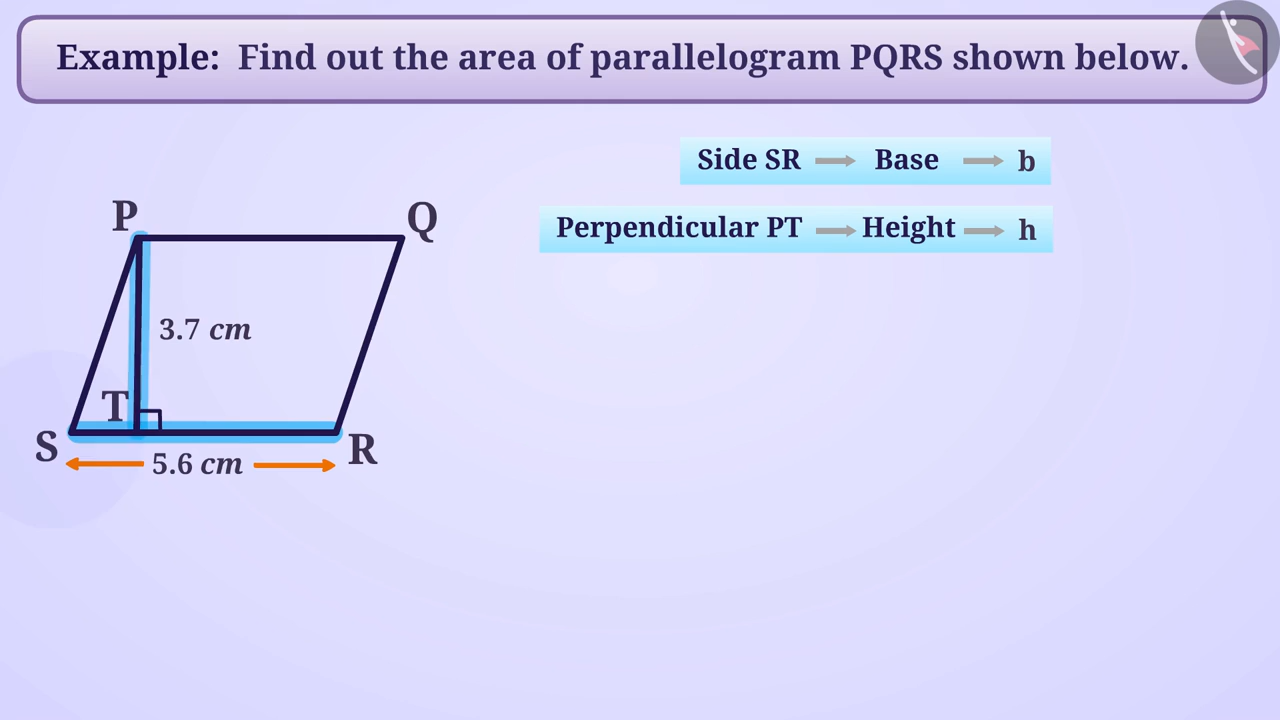 Example: Find out the area of parallelogram PQRS shown below.
Side SR → Base → b
Perpendicular PT → Height → h
P
Q
3.7 cm
T
S
R
5.6 cm